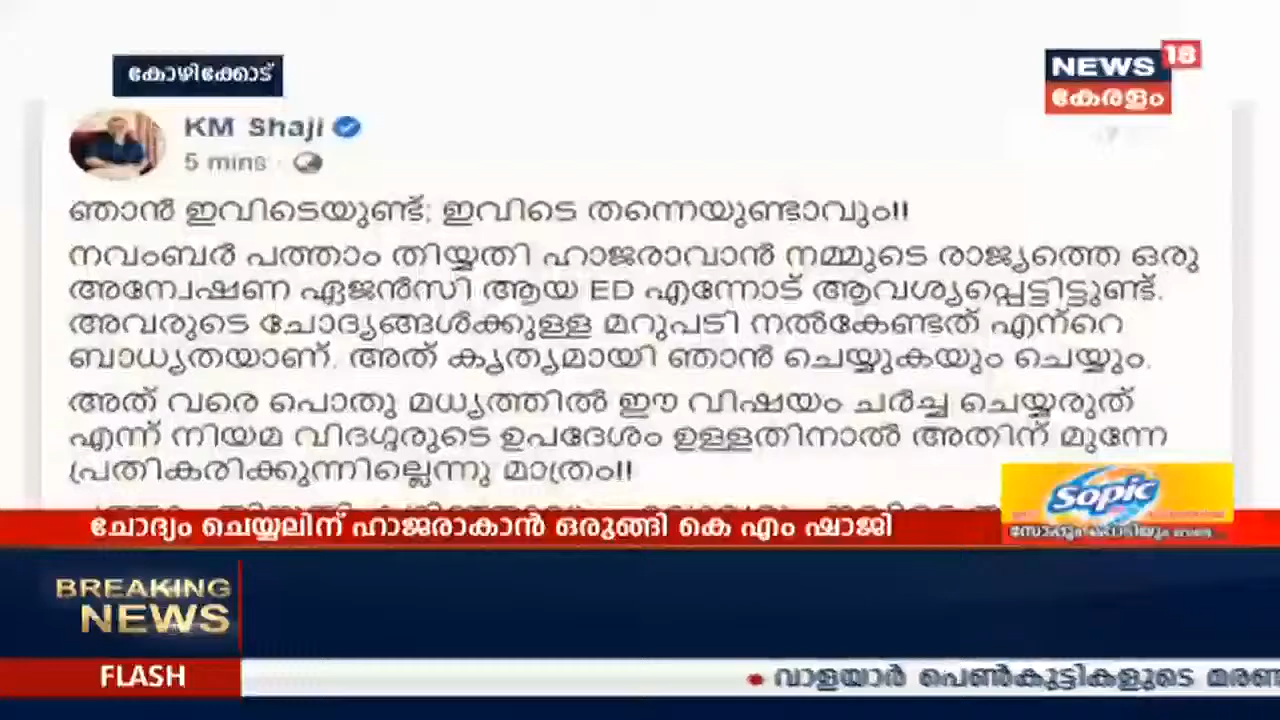 കോഴിക്കോട്
NEWS 18
കേരളം
KM Shaji
5 mins
ഞാൻ ഇവിടെയുണ്ട്; ഇവിടെ തന്നെയുണ്ടാവും!!
നവംബർ പത്താം തിയ്യതി ഹാജരാവാൻ നമ്മുടെ രാജ്യത്തെ ഒരു
അന്വേഷണ ഏജൻസി ആയ ED എന്നോട് ആവശ്യപ്പെട്ടിട്ടുണ്ട്.
അവരുടെ ചോദ്യങ്ങൾക്കുള്ള മറുപടി നൽകേണ്ടത് എന്റെ
ബാധ്യതയാണ്. അത് കൃത്യമായി ഞാൻ ചെയ്യുകയും ചെയ്യും.
അത് വരെ പൊതു മധ്യത്തിൽ ഈ വിഷയം ചർച്ച ചെയ്യരുത്
എന്ന് നിയമ വിദഗ്ദരുടെ ഉപദേശം ഉള്ളതിനാൽ അതിന് മുന്നേ
പ്രതികരിക്കുന്നില്ലെന്നു മാത്രം!!
Sopic
ചോദ്യം ചെയ്യലിന് ഹാജരാകാൻ ഒരുങ്ങി കെ എം ഷാജി
BREAKING
NEWS
FLASH
വാളയാർ പെൺകുട്ടികളുടെ മരണ